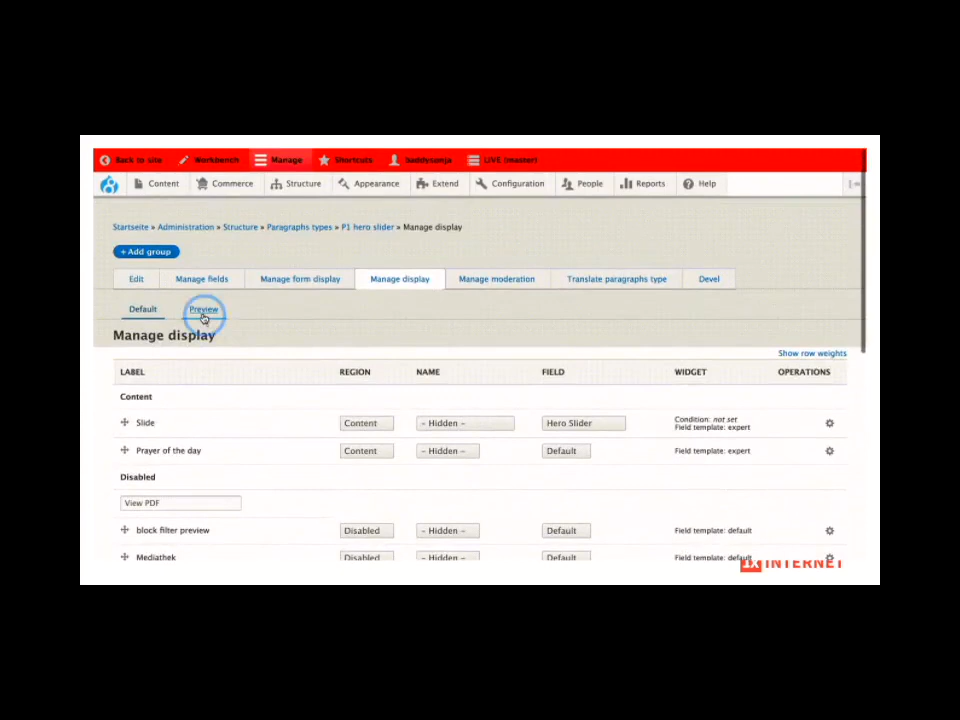 Back to site Workbench Manage Shortcuts baddysonja LIVE (master)
Content Commerce Structure Appearance Extend Configuration People Reports Help
Startseite » Administration » Structure » Paragraphs types » P1 hero slider » Manage display
+ Add group
Edit Manage fields Manage form display Manage display Manage moderation Translate paragraphs type Devel
Default Preview
Manage display
Show row weights
LABEL REGION NAME FIELD WIDGET OPERATIONS
Content
Slide Content - Hidden - Hero Slider Condition: not set
Field template: expert
Prayer of the day Content - Hidden - Default Field template: expert
Disabled
View PDF
block filter preview Disabled - Hidden - Default Field template: default
Mediathek Disabled - Hidden - Default Field template: default
1X INTERNET